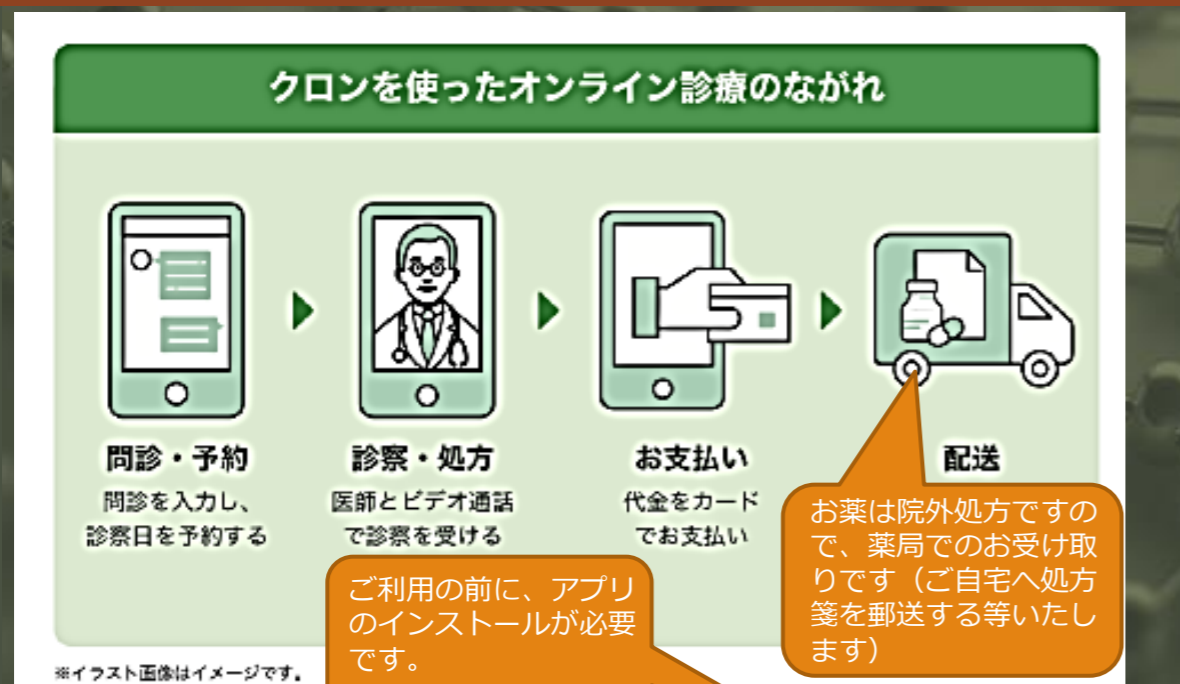 クロンを使ったオンライン診療のながれ
問診・予約
問診を入力し、
診察日を予約する
診察・処方
医師とビデオ通話
で診察を受ける
お支払い
代金をカード
でお支払い
配送
お薬は院外処方ですの
で、薬局でのお受け取
りです（ご自宅へ処方
箋を郵送する等いたし
ます）
ご利用の前に、アプリ
のインストールが必要
です。
※イラスト画像はイメージです。